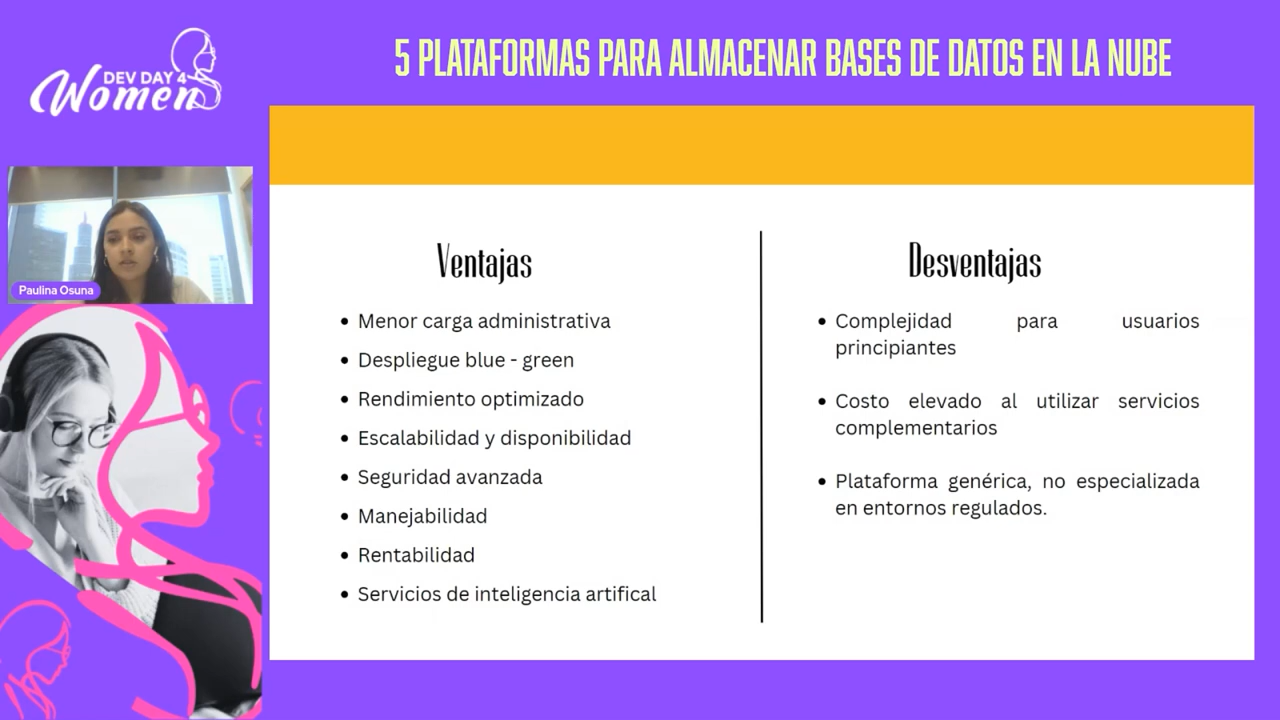 DEV DAY 4
Women
5 PLATAFORMAS PARA ALMACENAR BASES DE DATOS EN LA NUBE
Paulina Osuna
Ventajas
• Menor carga administrativa
• Despliegue blue - green
• Rendimiento optimizado
• Escalabilidad y disponibilidad
• Seguridad avanzada
• Manejabilidad
• Rentabilidad
• Servicios de inteligencia artifical
Desventajas
• Complejidad para usuarios
principiantes
• Costo elevado al utilizar servicios
complementarios
• Plataforma genérica, no especializada
en entornos regulados.